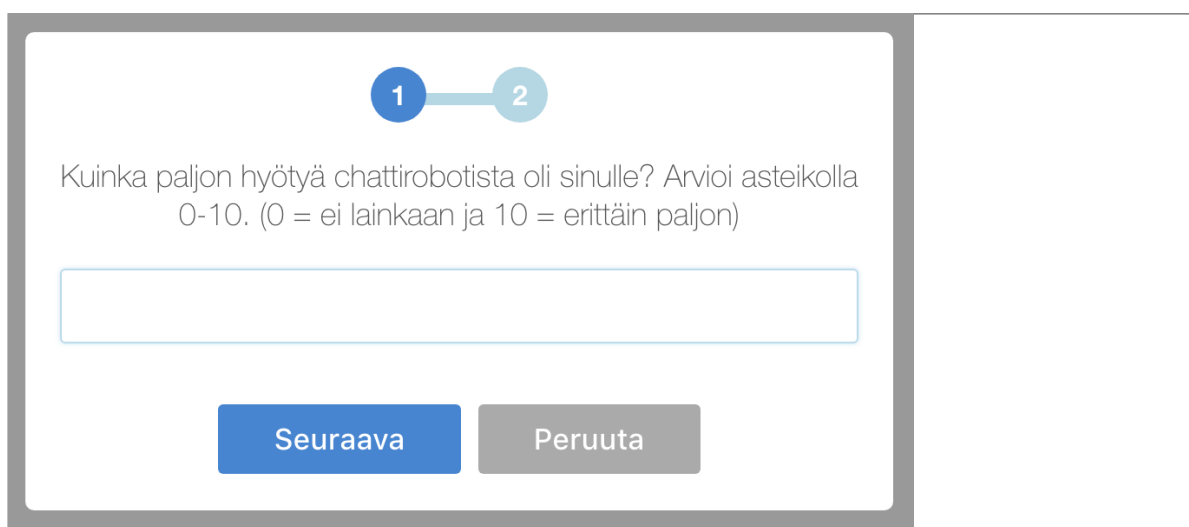 1 2
Kuinka paljon hyötyä chattirobotista oli sinulle? Arvioi asteikolla
0-10. (0 = ei lainkaan ja 10 = erittäin paljon)
Seuraava Peruuta